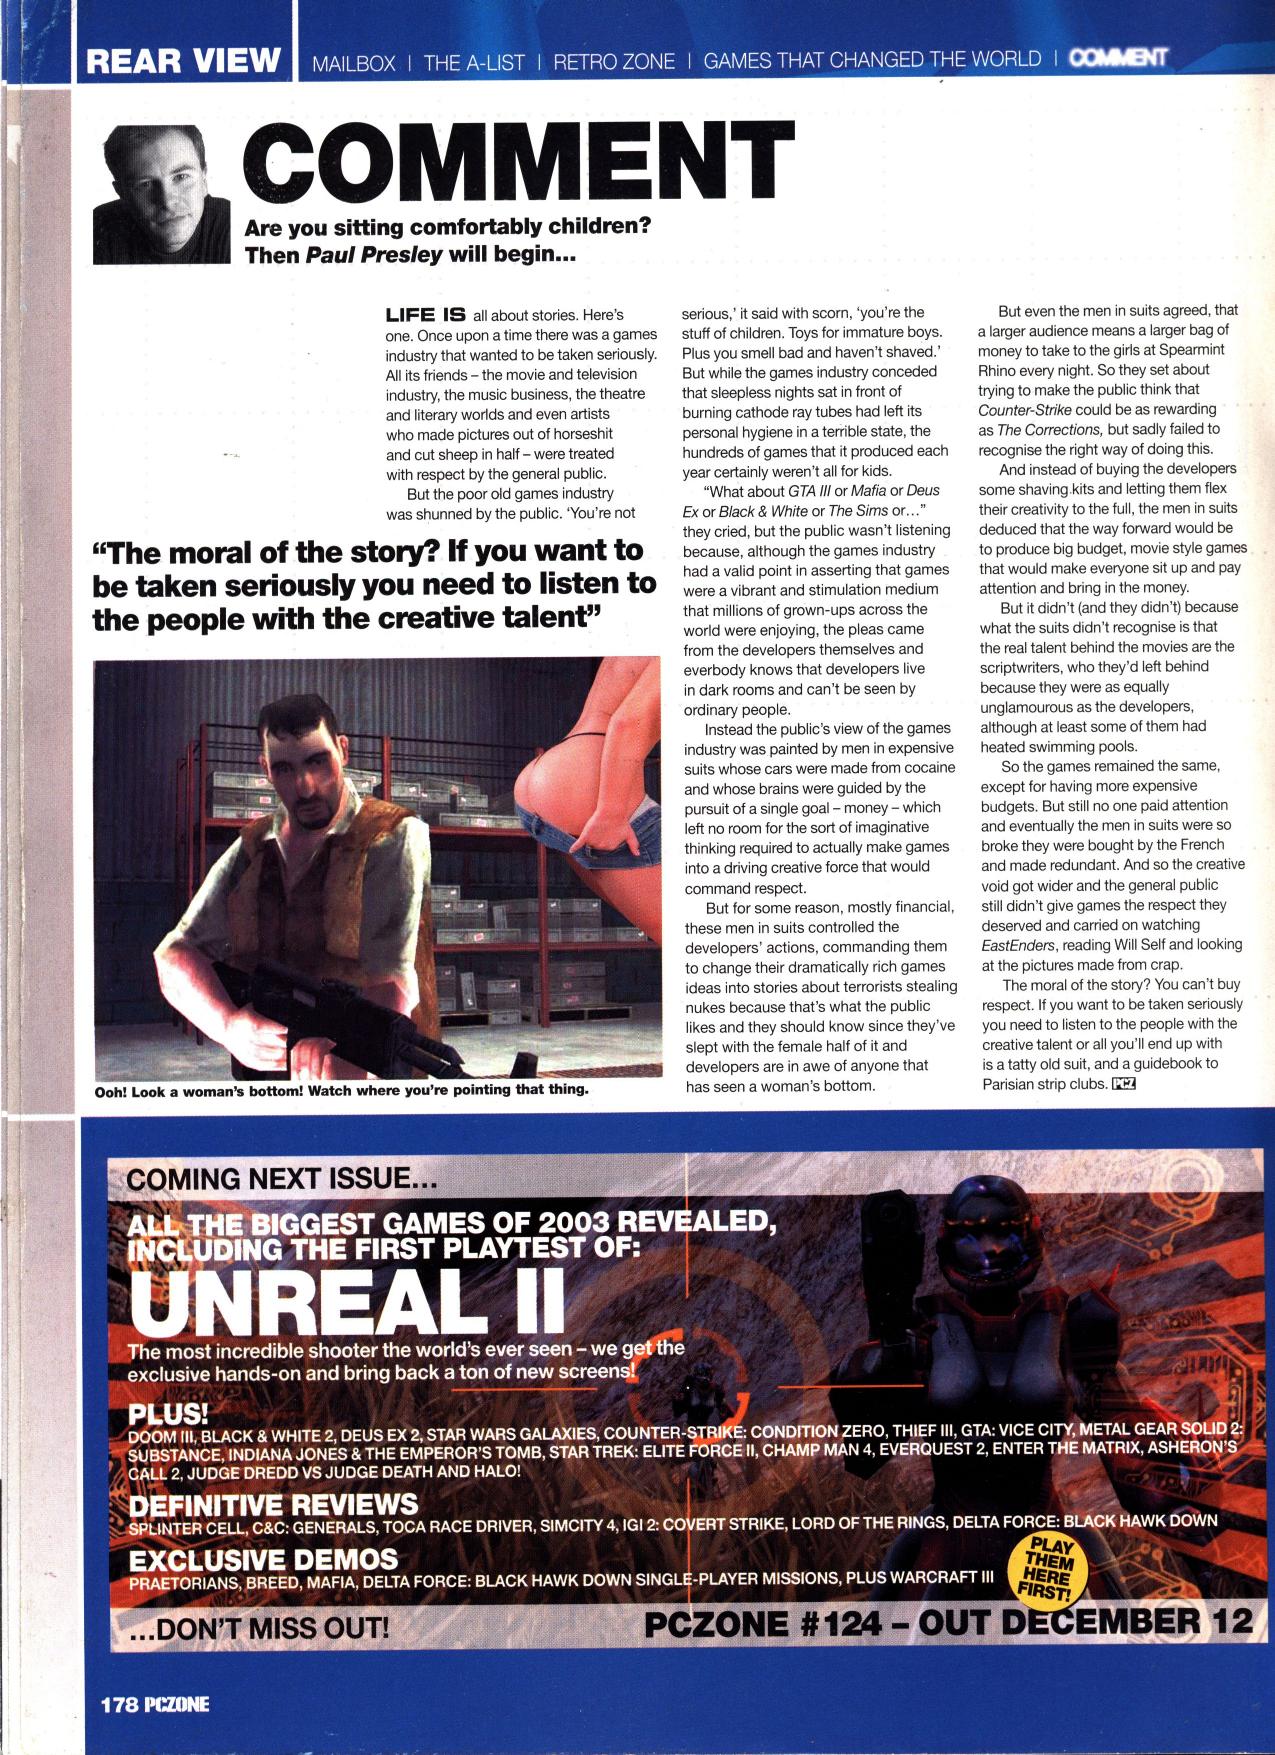 REAR VIEW
MAILBOX | THE A-LIST | RETRO ZONE | GAMES THAT CHANGED THE WORLD | COMMENT
COMMENT
Are you sitting comfortably children?
Then Paul Presley will begin...
LIFE IS all about stories. Here's
one. Once upon a time there was a games
industry that wanted to be taken seriously.
All its friends – the movie and television
industry, the music business, the theatre
and literary worlds and even artists
who made pictures out of horseshit
and cut sheep in half – were treated
with respect by the general public.
But the poor old games industry
was shunned by the public. 'You're not
"The moral of the story? If you want to
be taken seriously you need to listen to
the people with the creative talent"
Ooh! Look a woman's bottom! Watch where you're pointing that thing.
serious,' it said with scorn, 'you're the
stuff of children. Toys for immature boys.
Plus you smell bad and haven't shaved.'
But while the games industry conceded
that sleepless nights sat in front of
burning cathode ray tubes had left its
personal hygiene in a terrible state, the
hundreds of games that it produced each
year certainly weren't all for kids.
"What about GTA III or Mafia or Deus
Ex or Black & White or The Sims or..."
they cried, but the public wasn't listening
because, although the games industry
had a valid point in asserting that games
were a vibrant and stimulation medium
that millions of grown-ups across the
world were enjoying, the pleas came
from the developers themselves and
everbody knows that developers live
in dark rooms and can't be seen by
ordinary people.
Instead the public's view of the games
industry was painted by men in expensive
suits whose cars were made from cocaine
and whose brains were guided by the
pursuit of a single goal – money – which
left no room for the sort of imaginative
thinking required to actually make games
into a driving creative force that would
command respect.
But for some reason, mostly financial,
these men in suits controlled the
developers' actions, commanding them
to change their dramatically rich games
ideas into stories about terrorists stealing
nukes because that's what the public
likes and they should know since they've
slept with the female half of it and
developers are in awe of anyone that
has seen a woman's bottom.
But even the men in suits agreed, that
a larger audience means a larger bag of
money to take to the girls at Spearmint
Rhino every night. So they set about
trying to make the public think that
Counter-Strike could be as rewarding
as The Corrections, but sadly failed to
recognise the right way of doing this.
And instead of buying the developers
some shaving kits and letting them flex
their creativity to the full, the men in suits
deduced that the way forward would be
to produce big budget, movie style games
that would make everyone sit up and pay
attention and bring in the money.
But it didn't (and they didn't) because
what the suits didn't recognise is that
the real talent behind the movies are the
scriptwriters, who they'd left behind
because they were as equally
unglamourous as the developers,
although at least some of them had
heated swimming pools.
So the games remained the same,
except for having more expensive
budgets. But still no one paid attention
and eventually the men in suits were so
broke they were bought by the French
and made redundant. And so the creative
void got wider and the general public
still didn't give games the respect they
deserved and carried on watching
EastEnders, reading Will Self and looking
at the pictures made from crap.
The moral of the story? You can't buy
respect. If you want to be taken seriously
you need to listen to the people with the
creative talent or all you'll end up with
is a tatty old suit, and a guidebook to
Parisian strip clubs. PCZ
COMING NEXT ISSUE...
ALL THE BIGGEST GAMES OF 2003 REVEALED,
INCLUDING THE FIRST PLAYTEST OF:
UNREAL II
The most incredible shooter the world's ever seen – we get the
exclusive hands-on and bring back a ton of new screens!
PLUS!
DOOM III, BLACK & WHITE 2, DEUS EX 2, STAR WARS GALAXIES, COUNTER-STRIKE: CONDITION ZERO, THIEF III, GTA: VICE CITY, METAL GEAR SOLID 2:
SUBSTANCE, INDIANA JONES & THE EMPEROR'S TOMB, STAR TREK: ELITE FORCE II, CHAMP MAN 4, EVERQUEST 2, ENTER THE MATRIX, ASHERON'S
CALL 2, JUDGE DREDD VS JUDGE DEATH AND HALO!
DEFINITIVE REVIEWS
SPLINTER CELL, C&C: GENERALS, TOCA RACE DRIVER, SIMCITY 4, IGI 2: COVERT STRIKE, LORD OF THE RINGS, DELTA FORCE: BLACK HAWK DOWN
EXCLUSIVE DEMOS
PRAETORIANS, BREED, MAFIA, DELTA FORCE: BLACK HAWK DOWN SINGLE-PLAYER MISSIONS, PLUS WARCRAFT III
PLAY
THEM
HERE
FIRST!
...DON'T MISS OUT!
PCZONE #124 – OUT DECEMBER 12
178 PCZONE